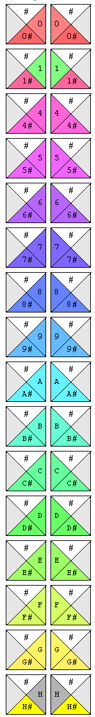 # #
0 0
0# 0#
# #
1 1
1# 1#
# #
4 4
4# 4#
# #
5 5
5# 5#
# #
6 6
6# 6#
# #
7 7
7# 7#
# #
8 8
8# 8#
# #
9 9
9# 9#
# #
A A
A# A#
# #
B B
B# B#
# #
C C
C# C#
# #
D D
D# D#
# #
E E
E# E#
# #
F F
F# F#
# #
G G
G# G#
# #
H H
H# H#